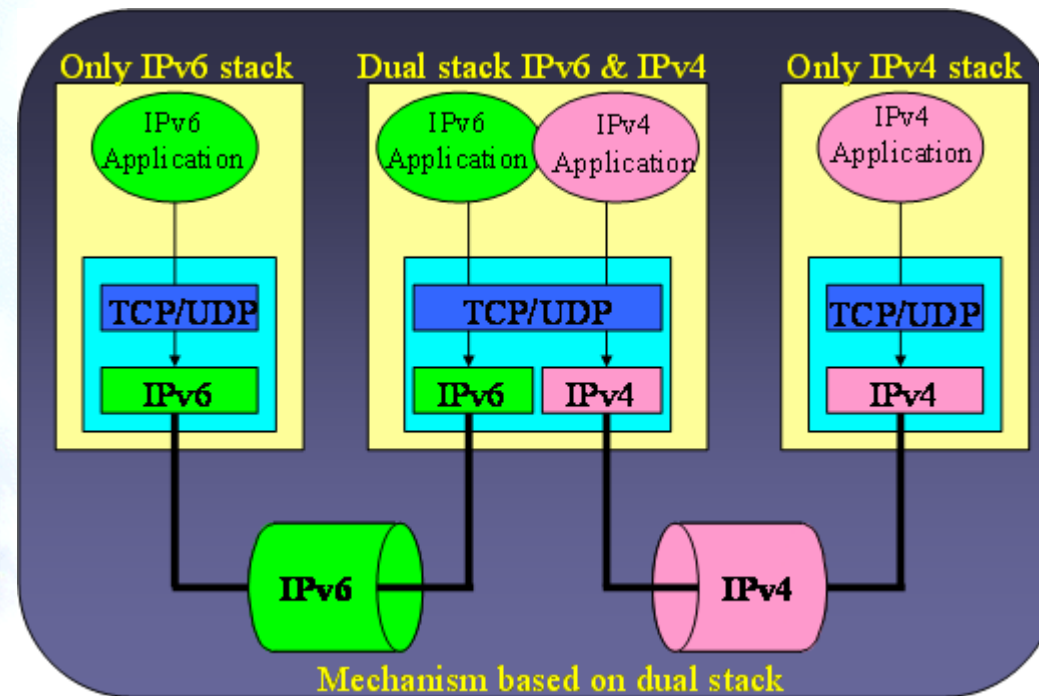 Only IPv6 stack
Dual stack IPv6 & IPv4
Only IPv4 stack
IPv6
Application
IPv6
Application
IPv4
Application
IPv4
Application
TCP/UDP
TCP/UDP
TCP/UDP
IPv6
IPv6
IPv4
IPv4
IPv6
IPv4
Mechanism based on dual stack